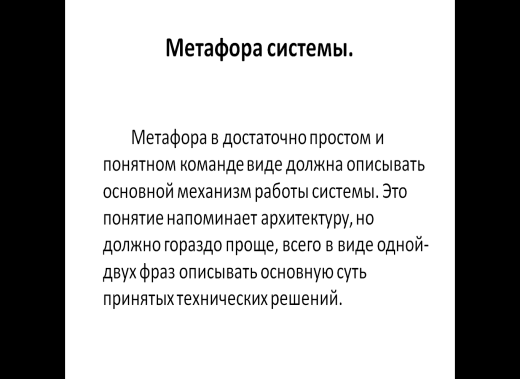 Метафора системы.
Метафора в достаточно простом и
понятном команде виде должна описывать
основной механизм работы системы. Это
понятие напоминает архитектуру, но
должно гораздо проще, всего в виде одной-
двух фраз описывать основную суть
принятых технических решений.